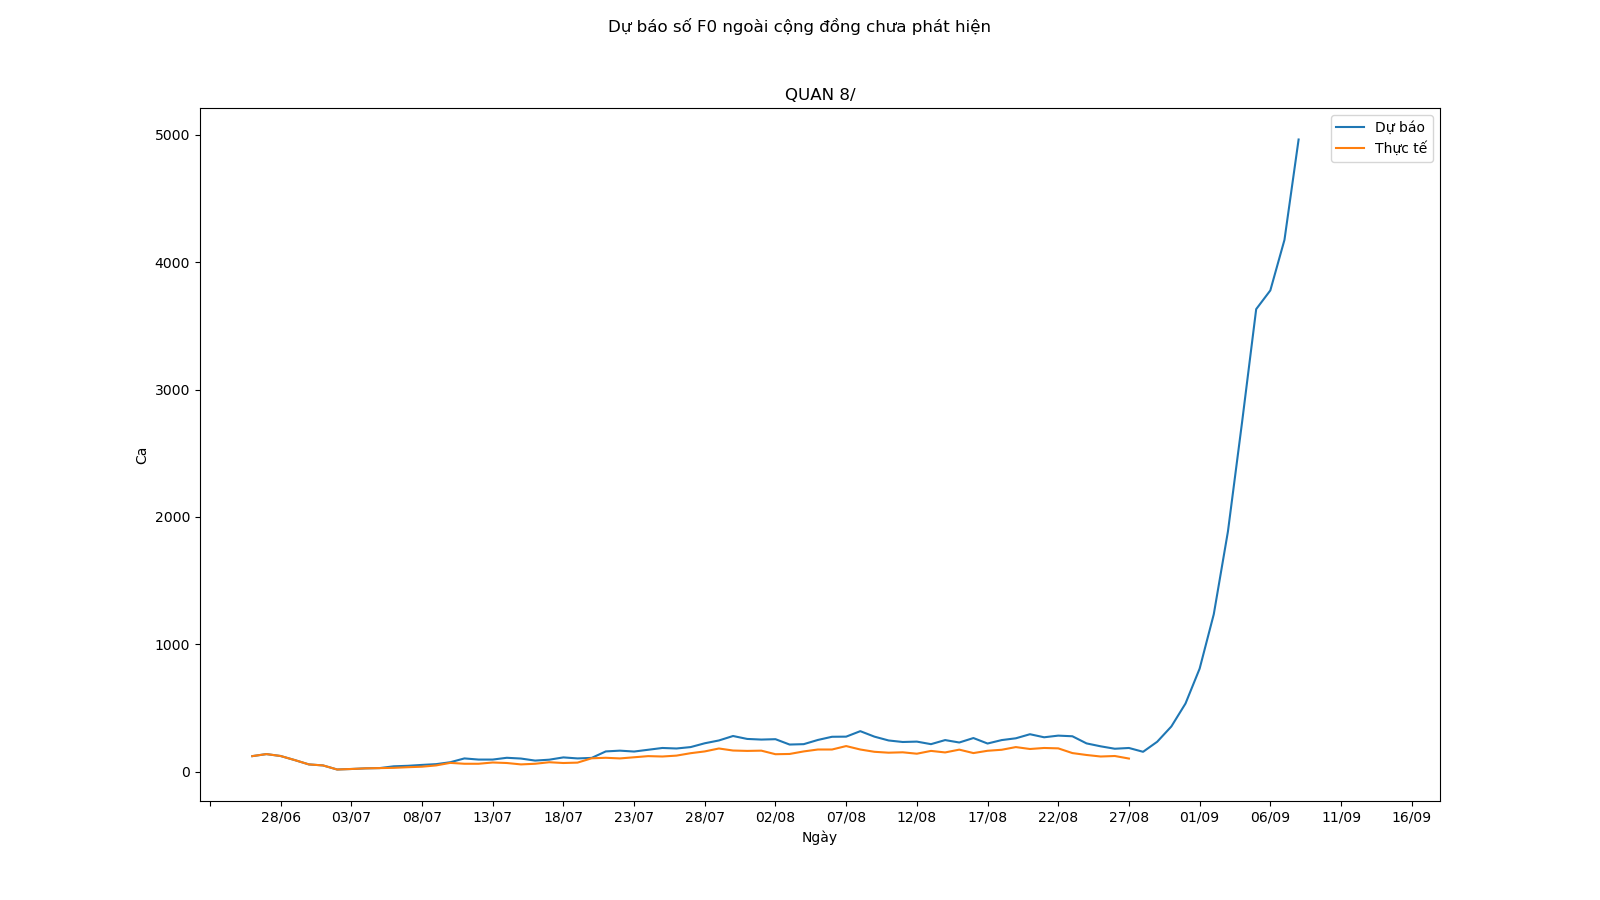 Dự báo số F0 ngoài cộng đồng chưa phát hiện
QUAN 8/
Dự báo
Thực tế
5000
4000
3000
2000
1000
0
Ca
28/06 03/07 08/07 13/07 18/07 23/07 28/07 02/08 07/08 12/08 17/08 22/08 27/08 01/09 06/09 11/09 16/09
Ngày